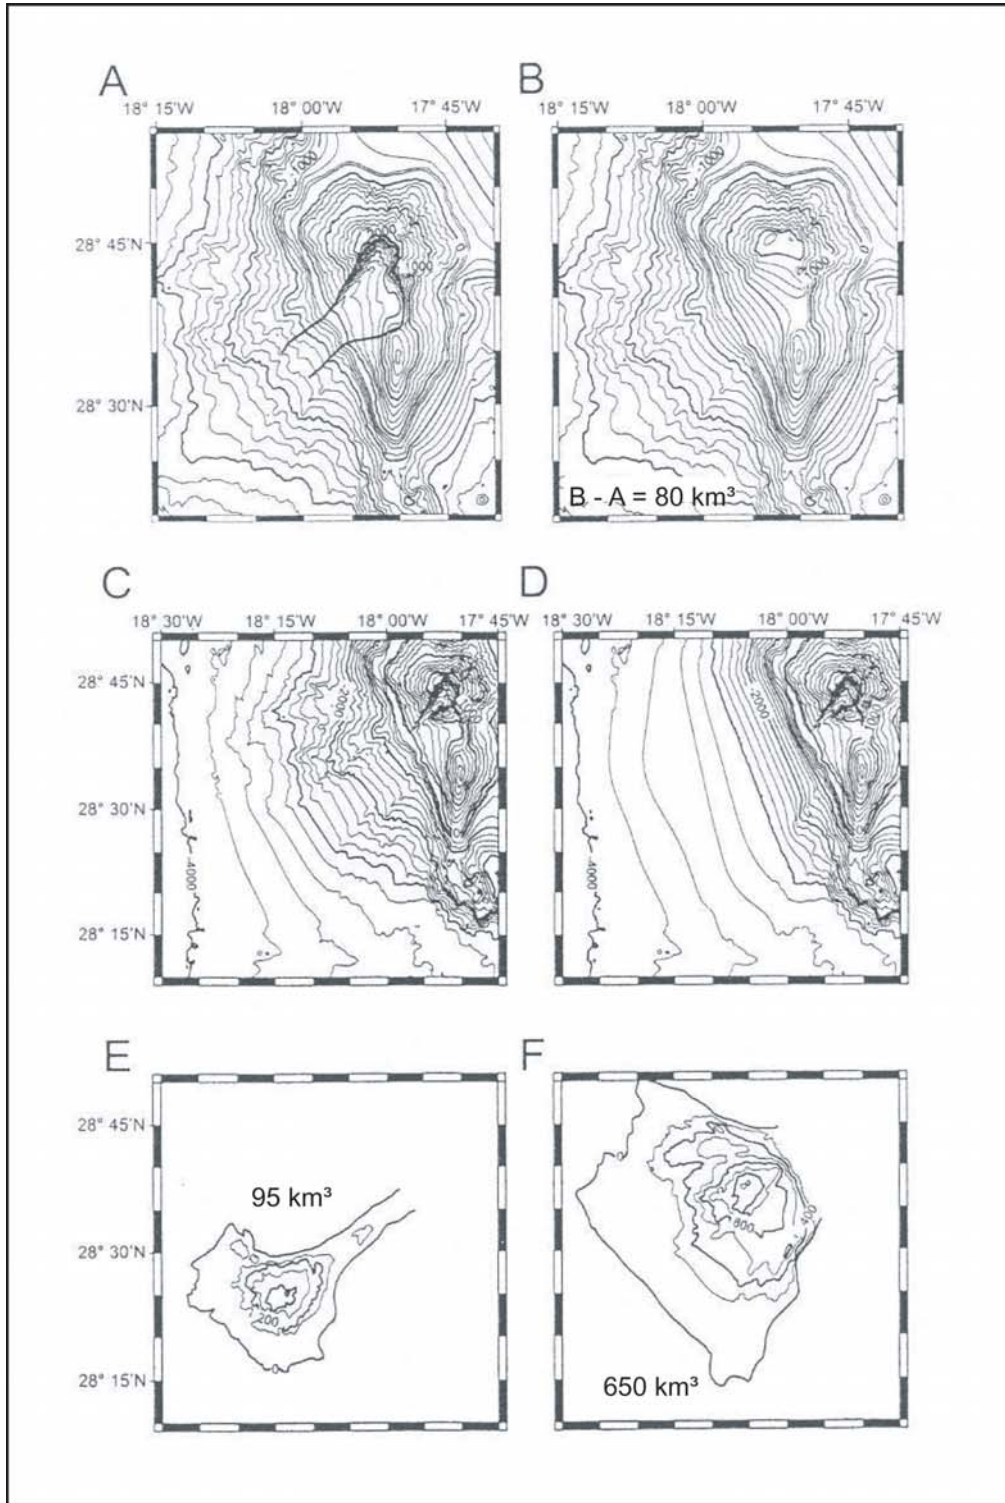 A
B
18° 15'W 18° 00'W 17° 45'W
18° 15'W 18° 00'W 17° 45'W
28° 45'N
28° 30'N
B - A = 80 km³
C
D
18° 30'W 18° 15'W 18° 00'W 17° 45'W
18° 30'W 18° 15'W 18° 00'W 17° 45'W
28° 45'N
28° 30'N
28° 15'N
-2000
-2000
-4000
-4000
E
F
28° 45'N
28° 30'N
28° 15'N
95 km³
200
400
650 km³